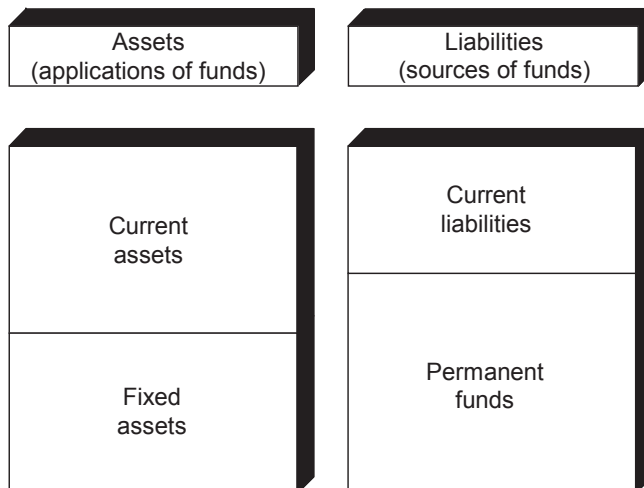 Assets
(applications of funds)
Liabilities
(sources of funds)
Current
assets
Fixed
assets
Current
liabilities
Permanent
funds